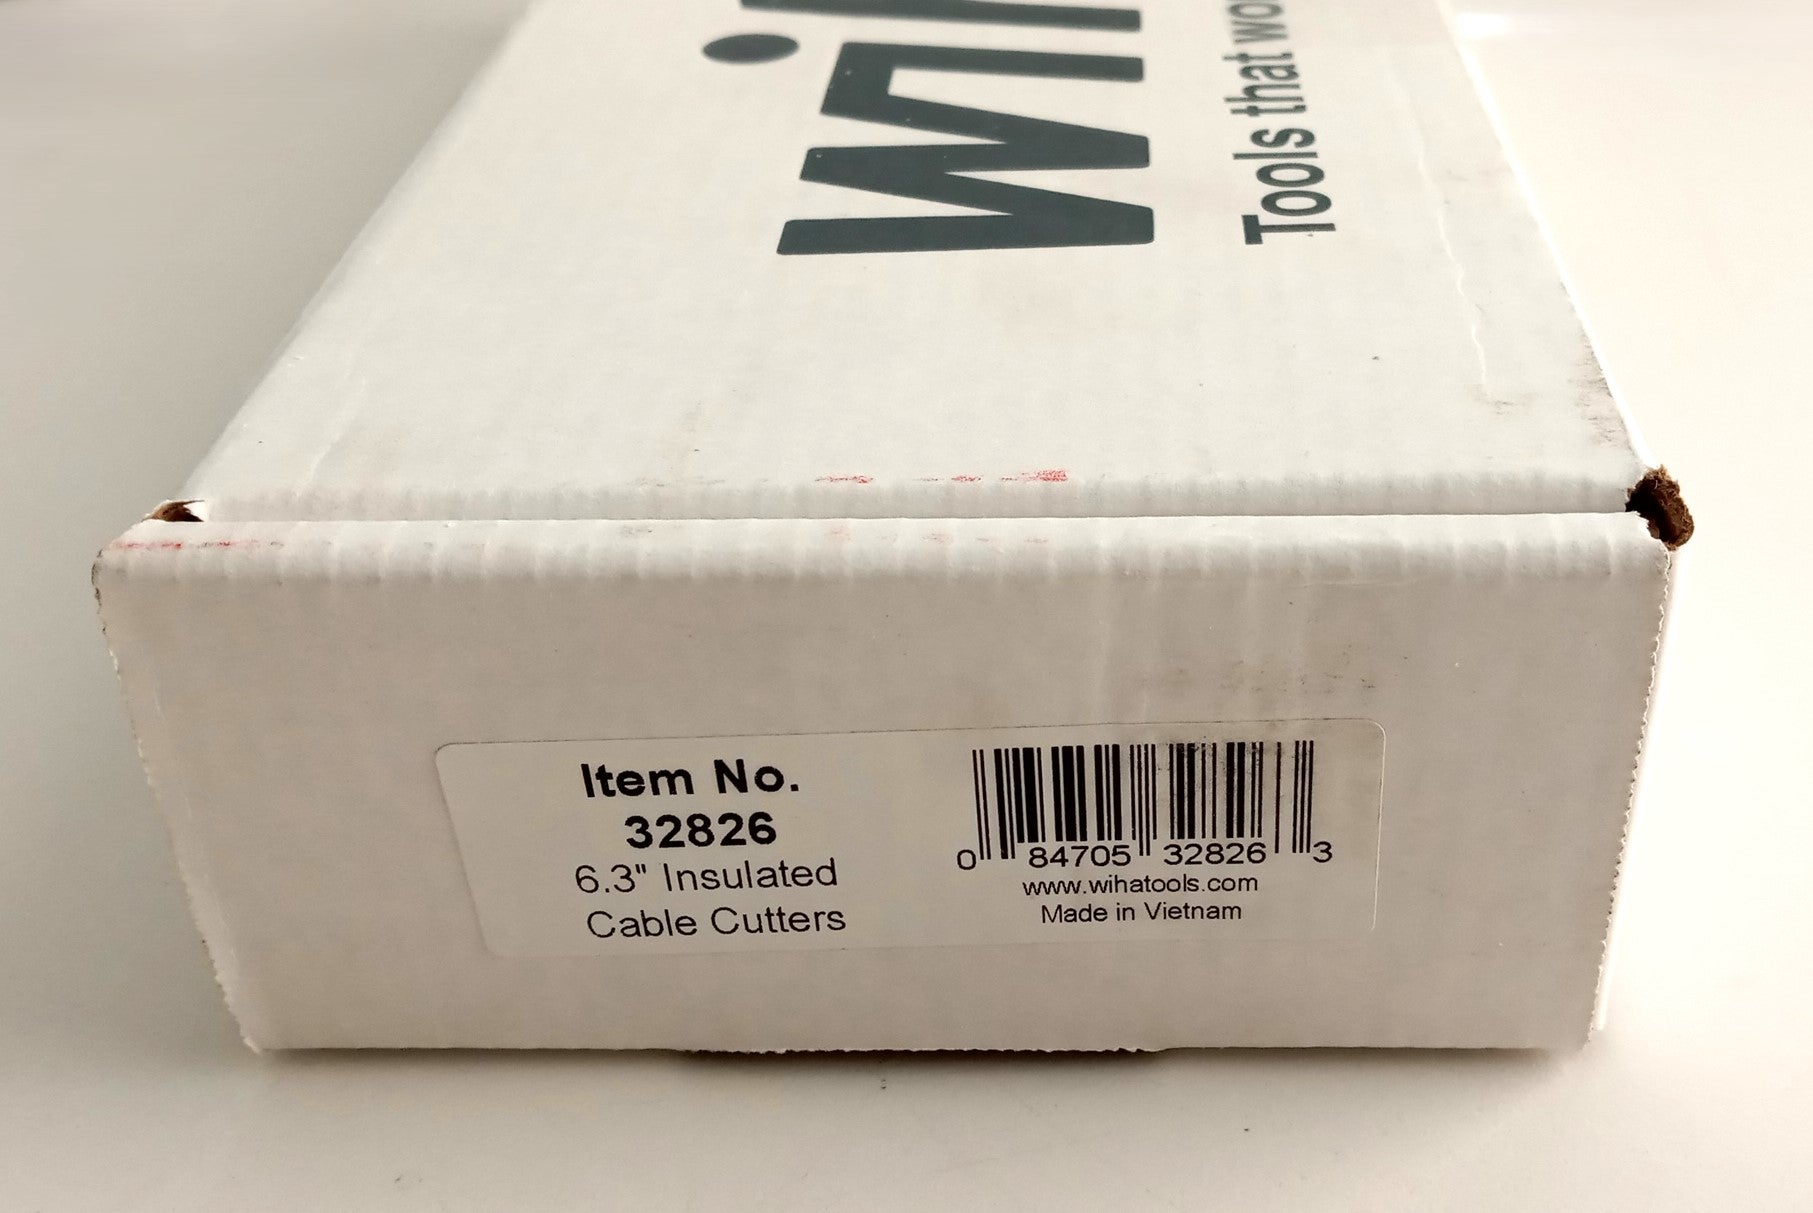 Tools that
Item No.
32826
6.3" Insulated
Cable Cutters
0 84705 32826 3
www.wihatools.com
Made in Vietnam